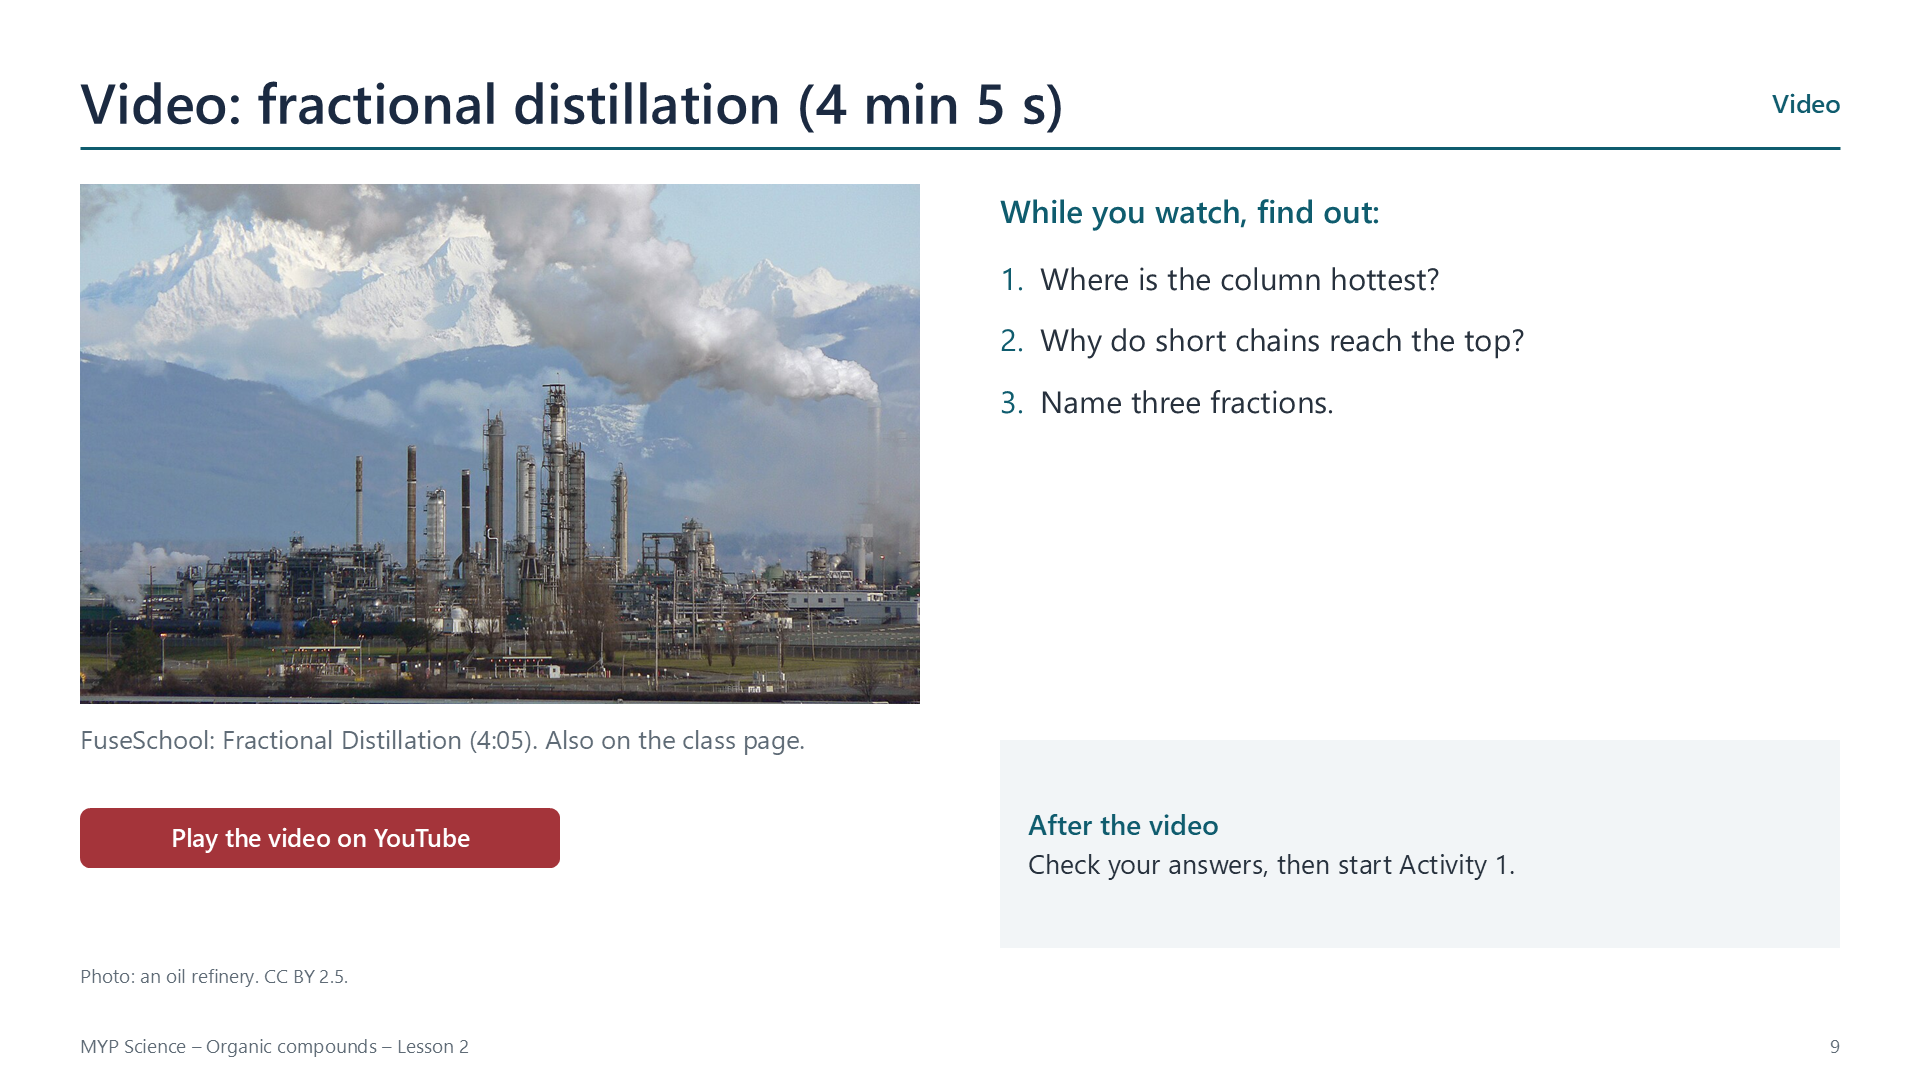 Video: fractional distillation (4 min 5 s)
Video
While you watch, find out:
1. Where is the column hottest?
2. Why do short chains reach the top?
3. Name three fractions.
FuseSchool: Fractional Distillation (4:05). Also on the class page.
Play the video on YouTube
After the video
Check your answers, then start Activity 1.
Photo: an oil refinery. CC BY 2.5.
MYP Science – Organic compounds – Lesson 2
9